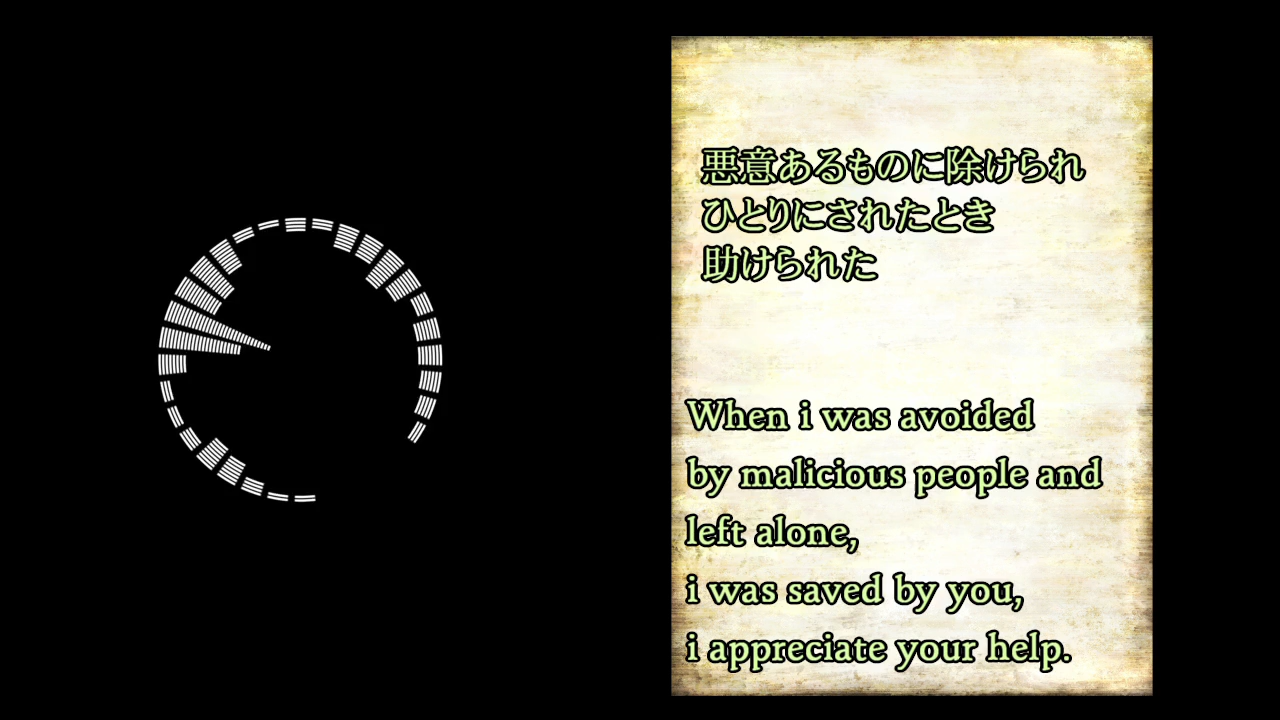 悪意あるものに除けられ
ひとりにされたとき
助けられた
When i was avoided
by malicious people and
left alone,
i was saved by you,
i appreciate your help.